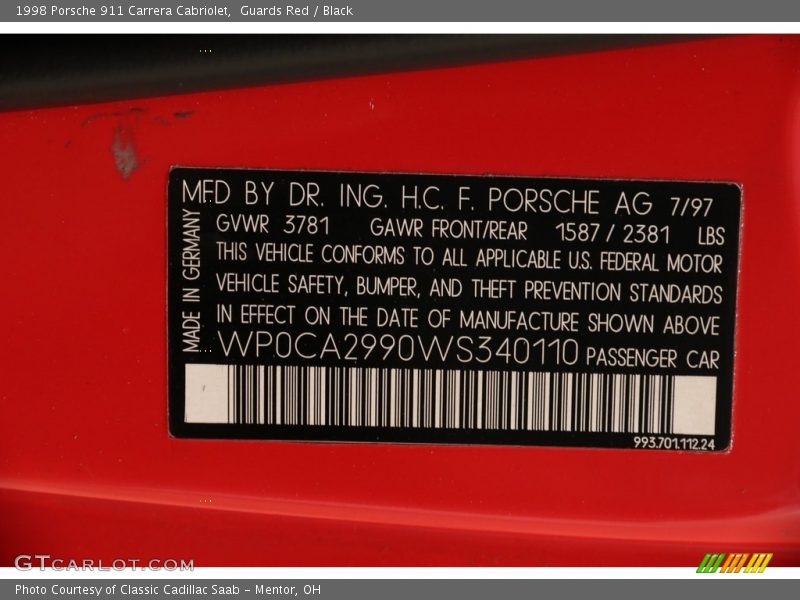 1998 Porsche 911 Carrera Cabriolet,  Guards Red / Black
MFD BY DR. ING. H.C. F. PORSCHE AG 7/97
GVWR 3781 GAWR FRONT/REAR 1587 / 2381 LBS
THIS VEHICLE CONFORMS TO ALL APPLICABLE U.S. FEDERAL MOTOR
VEHICLE SAFETY, BUMPER, AND THEFT PREVENTION STANDARDS
IN EFFECT ON THE DATE OF MANUFACTURE SHOWN ABOVE
WP0CA2990WS340110 PASSENGER CAR
MADE IN GERMANY
993.701.112.24
GTCARLOT.COM
Photo Courtesy of Classic Cadillac Saab - Mentor, OH